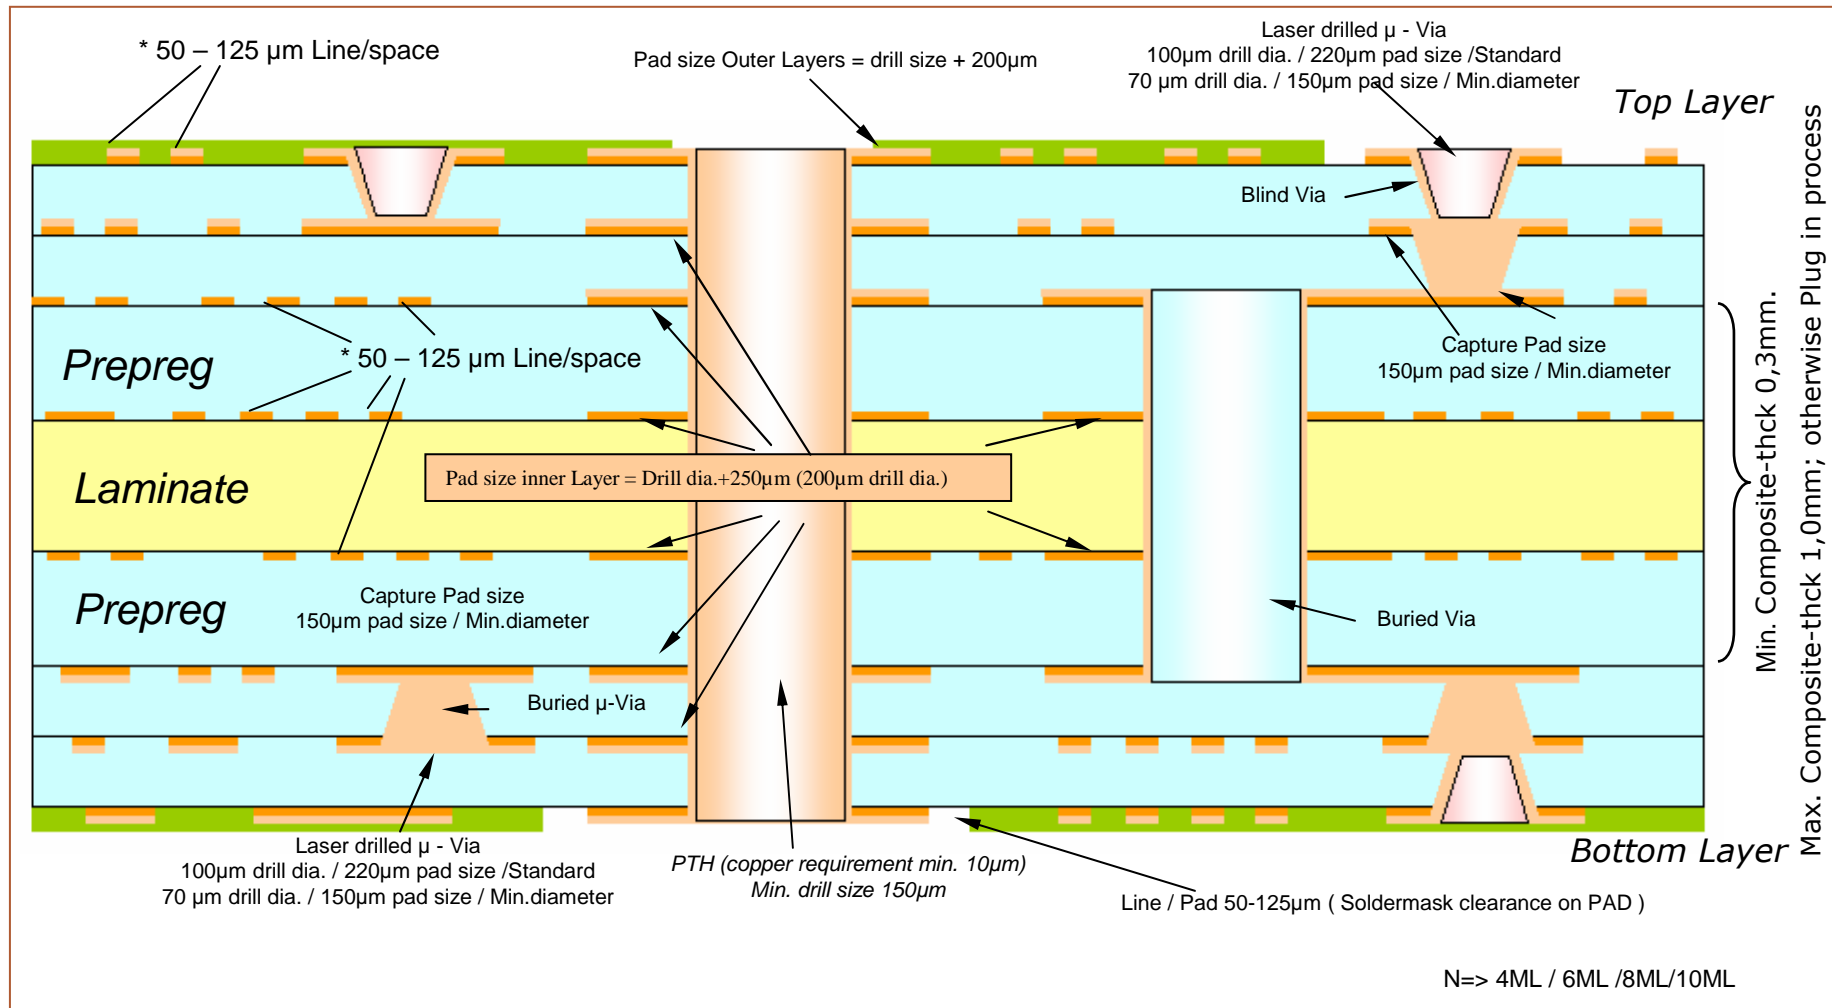 * 50 – 125 µm Line/space
Pad size Outer Layers = drill size + 200µm
Laser drilled µ - Via
100µm drill dia. / 220µm pad size /Standard
70 µm drill dia. / 150µm pad size / Min.diameter
Top Layer
Blind Via
Prepreg
* 50 – 125 µm Line/space
Capture Pad size
150µm pad size / Min.diameter
Laminate
Pad size inner Layer = Drill dia.+250µm (200µm drill dia.)
Prepreg
Capture Pad size
150µm pad size / Min.diameter
Buried Via
Buried µ-Via
Min. Composite-thck 0,3mm.
Max. Composite-thck 1,0mm; otherwise Plug in process
Bottom Layer
Laser drilled µ - Via
100µm drill dia. / 220µm pad size /Standard
70 µm drill dia. / 150µm pad size / Min.diameter
PTH (copper requirement min. 10µm)
Min. drill size 150µm
Line / Pad 50-125µm ( Soldermask clearance on PAD )
N=> 4ML / 6ML /8ML/10ML